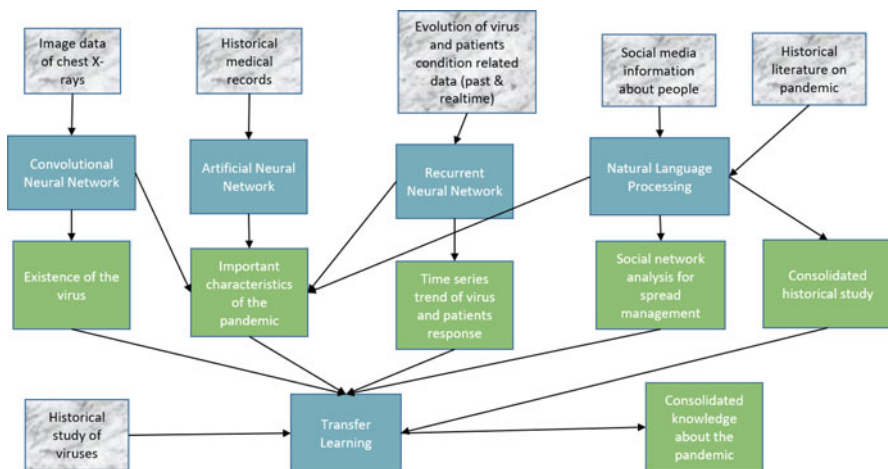 Image data
of chest X-
rays
Historical
medical
records
Evolution of virus
and patients
condition related
data (past &
realtime)
Social media
information
about people
Historical
literature on
pandemic
Convolutional
Neural Network
Artificial Neural
Network
Recurrent
Neural Network
Natural Language
Processing
Existence of the
virus
Important
characteristics
of the
pandemic
Time series
trend of virus
and patients
response
Social network
analysis for
spread
management
Consolidated
historical study
Historical
study of
viruses
Transfer
Learning
Consolidated
knowledge
about the
pandemic